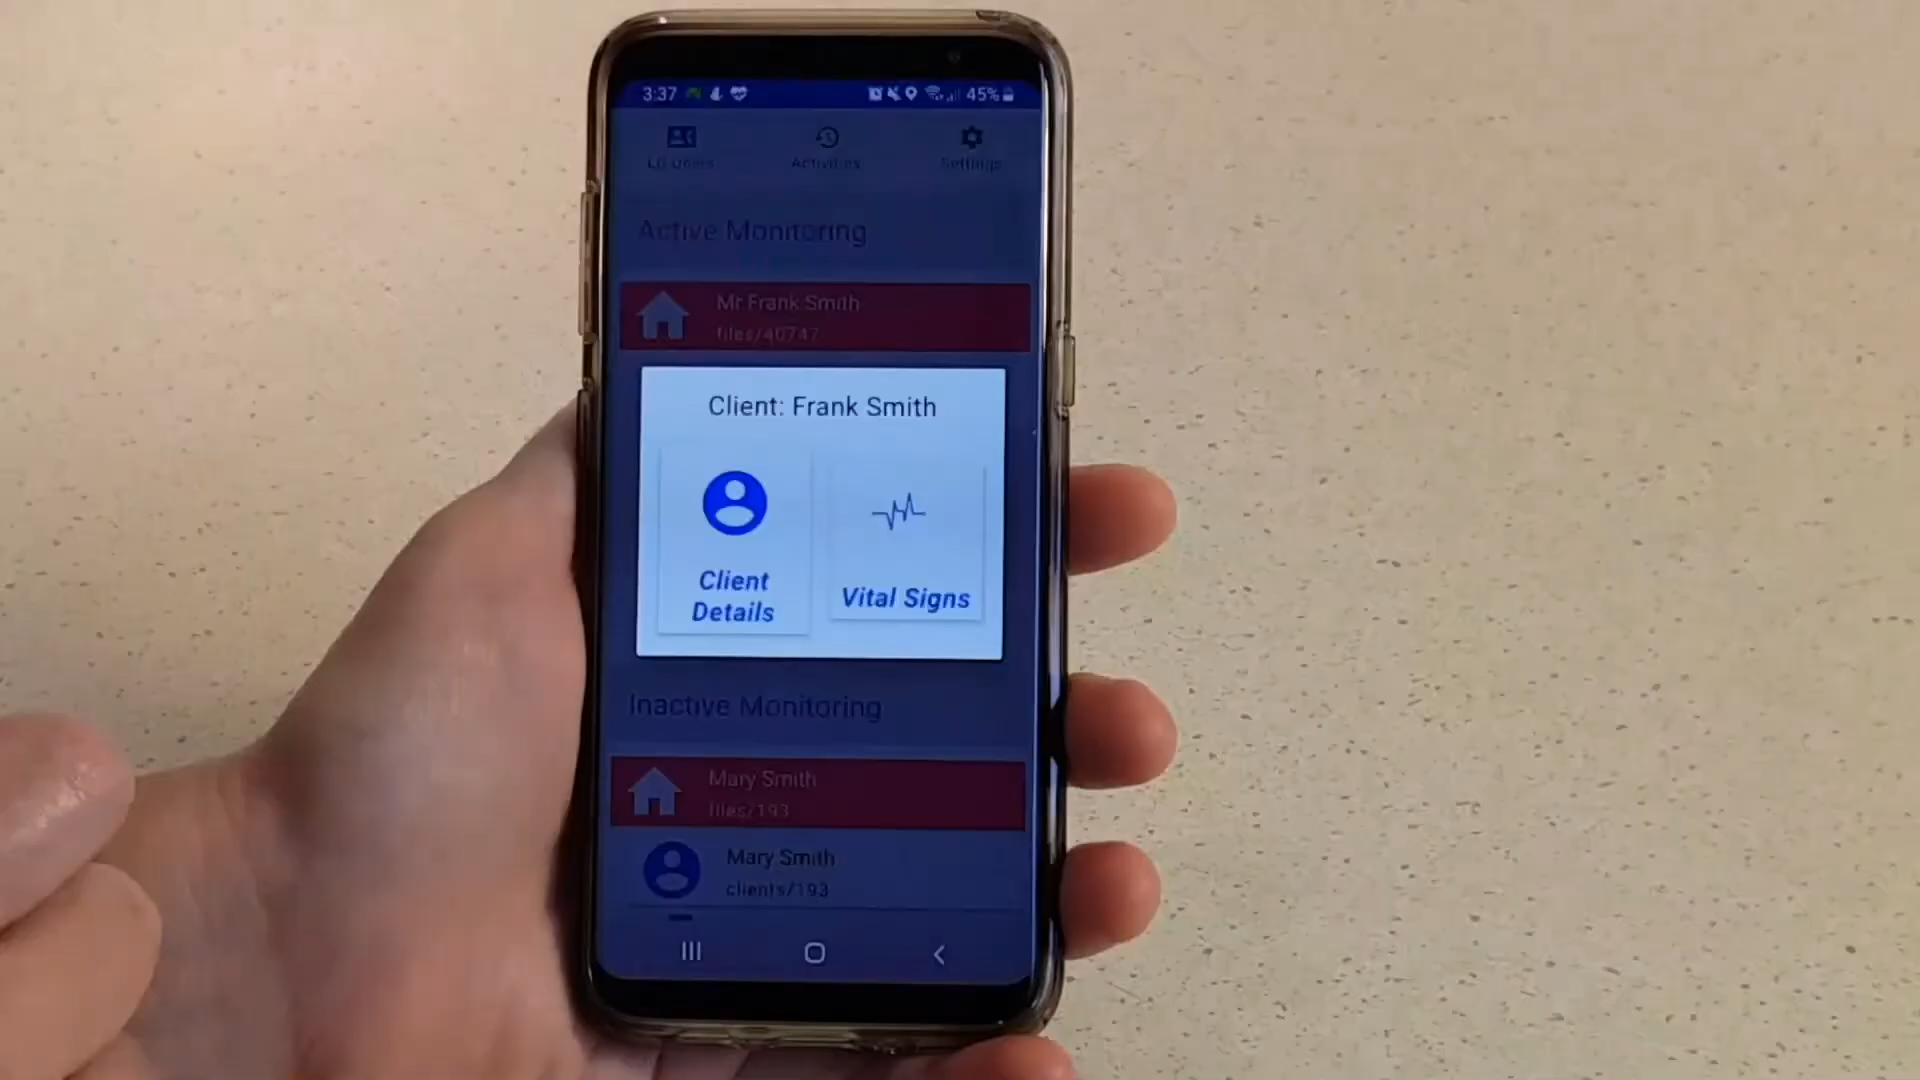 3:37
45%
LG Users Activities Settings
Active Monitoring
Mr Frank Smith
files/40747
Client: Frank Smith
Client
Details
Vital Signs
Inactive Monitoring
Mary Smith
files/193
Mary Smith
clients/193